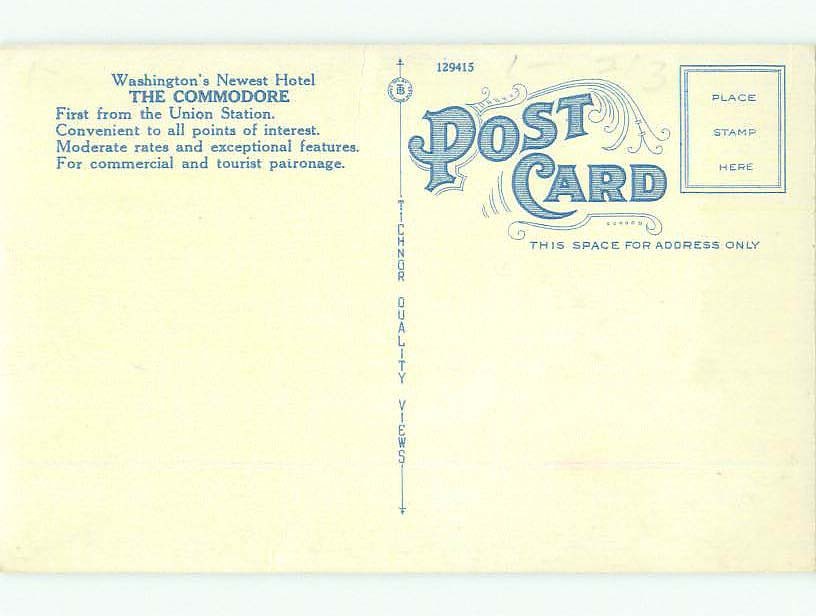 Washington's Newest Hotel
THE COMMODORE
First from the Union Station.
Convenient to all points of interest.
Moderate rates and exceptional features.
For commercial and tourist patronage.
TICHNOR QUALITY VIEWS
129415
POST CARD
THIS SPACE FOR ADDRESS ONLY
PLACE
STAMP
HERE